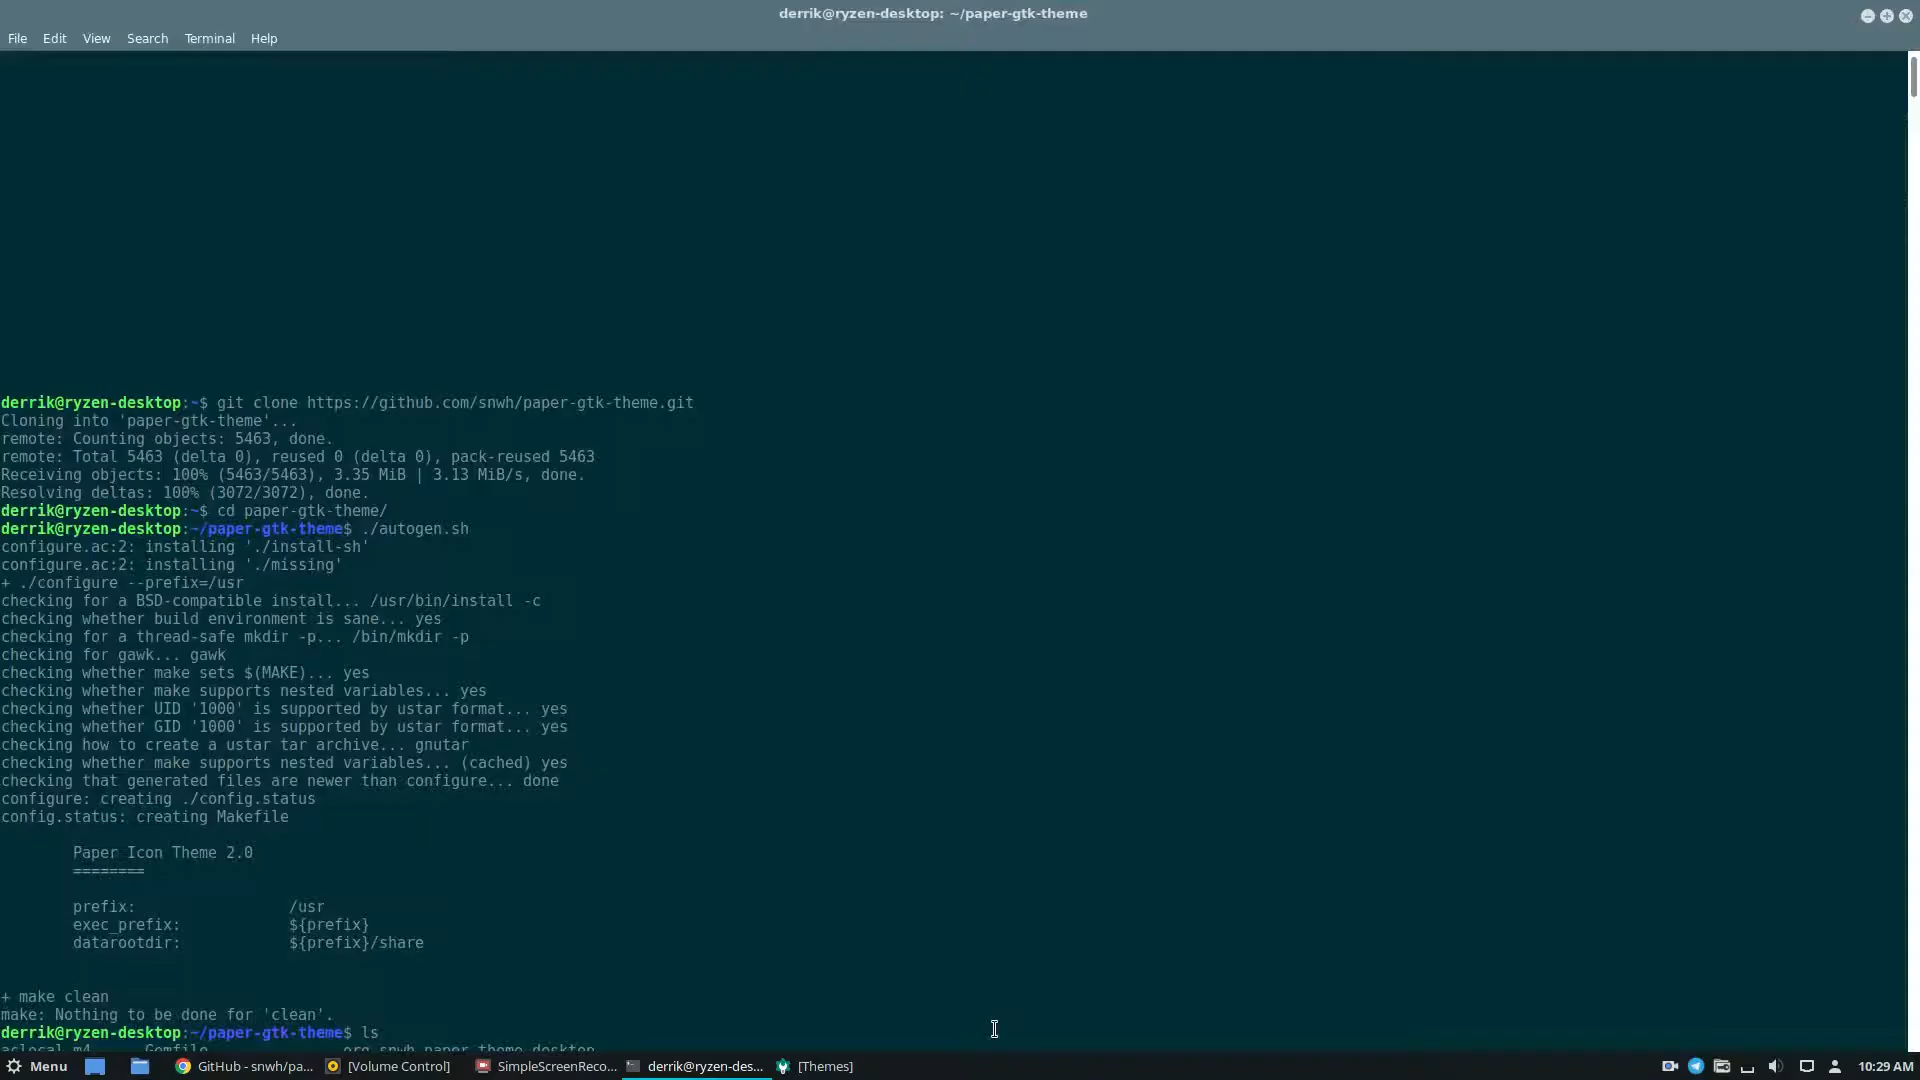 derrik@ryzen-desktop: ~/paper-gtk-theme
File Edit View Search Terminal Help
derrik@ryzen-desktop:~$ git clone https://github.com/snwh/paper-gtk-theme.git
Cloning into 'paper-gtk-theme'...
remote: Counting objects: 5463, done.
remote: Total 5463 (delta 0), reused 0 (delta 0), pack-reused 5463
Receiving objects: 100% (5463/5463), 3.35 MiB | 3.13 MiB/s, done.
Resolving deltas: 100% (3072/3072), done.
derrik@ryzen-desktop:~$ cd paper-gtk-theme/
derrik@ryzen-desktop:~/paper-gtk-theme$ ./autogen.sh
configure.ac:2: installing './install-sh'
configure.ac:2: installing './missing'
+ ./configure --prefix=/usr
checking for a BSD-compatible install... /usr/bin/install -c
checking whether build environment is sane... yes
checking for a thread-safe mkdir -p... /bin/mkdir -p
checking for gawk... gawk
checking whether make sets $(MAKE)... yes
checking whether make supports nested variables... yes
checking whether UID '1000' is supported by ustar format... yes
checking whether GID '1000' is supported by ustar format... yes
checking how to create a ustar tar archive... gnutar
checking whether make supports nested variables... (cached) yes
checking that generated files are newer than configure... done
configure: creating ./config.status
config.status: creating Makefile
Paper Icon Theme 2.0
========
prefix: /usr
exec_prefix: ${prefix}
datarootdir: ${prefix}/share
+ make clean
make: Nothing to be done for 'clean'.
derrik@ryzen-desktop:~/paper-gtk-theme$ ls
aclocal.m4 Gemfile org.snwh.paper.theme.desktop
Menu GitHub - snwh/pa... [Volume Control] SimpleScreenReco... derrik@ryzen-des... [Themes] 10:29 AM